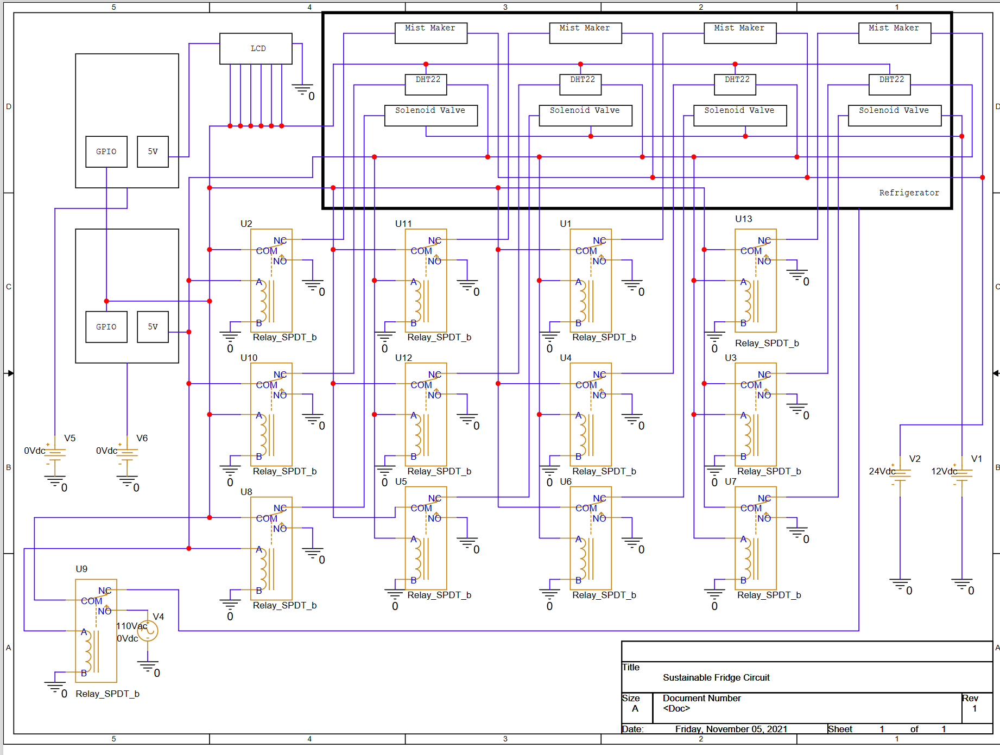 5 4 3 2 1
Mist Maker Mist Maker Mist Maker Mist Maker
LCD
DHT22 DHT22 DHT22 DHT22
0
D D
Solenoid Valve Solenoid Valve Solenoid Valve Solenoid Valve
GPIO 5V
Refrigerator
U2 U11 U1 U13
NC NC NC NC
COM COM COM COM
NO NO NO NO
A A A A
0 0 0 0
C C
B B B B
GPIO 5V
Relay_SPDT_b Relay_SPDT_b Relay_SPDT_b Relay_SPDT_b
0 0 0 0
U10 U12 U4 U3
NC NC NC NC
COM COM COM COM
NO NO NO NO
A A A A
0 0 0 0
V5 V6
0Vdc 0Vdc
B B B B
V2 V1
24Vdc 12Vdc
B B
Relay_SPDT_b Relay_SPDT_b Relay_SPDT_b Relay_SPDT_b
0 0 0 0 0 0
U8 U5 U6 U7
NC NC NC NC
COM COM COM COM
NO NO NO NO
A A A A
0 0 0 0
B B B B
Relay_SPDT_b Relay_SPDT_b Relay_SPDT_b Relay_SPDT_b
0 0 0 0
0 0
U9
NC
COM
NO
V4
110Vac
0Vdc
A
B
0
0
Relay_SPDT_b
A A
Title
Sustainable Fridge Circuit
Size Document Number Rev
A <Doc> 1
Date: Friday, November 05, 2021 Sheet 1 of 1
5 4 3 2 1